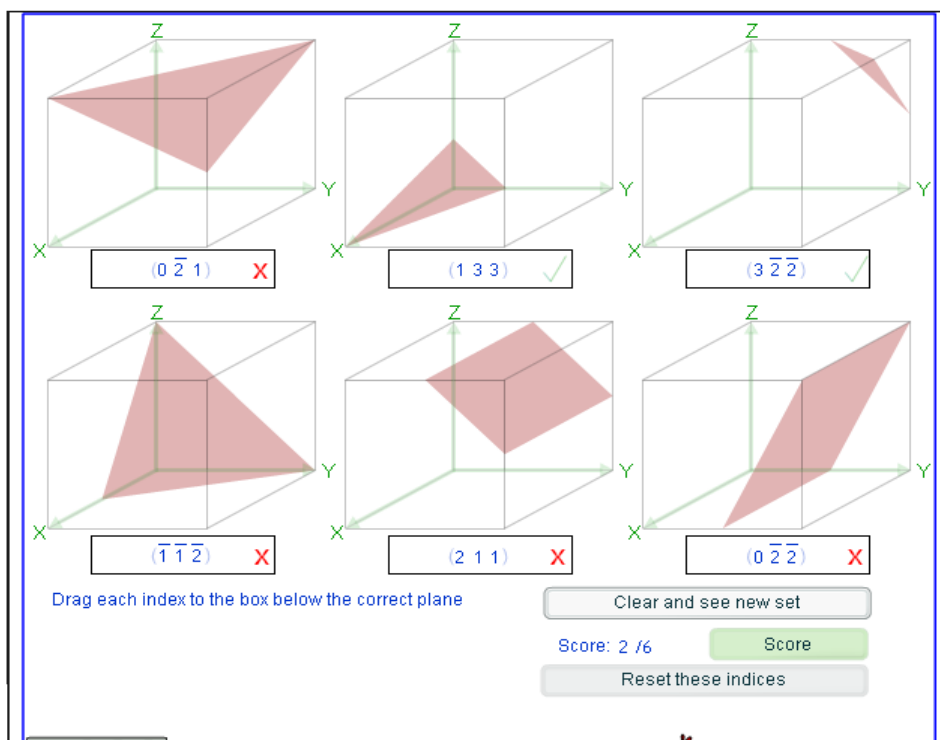 Z Z Z
Y Y Y
X X X
(0 2̅ 1) X (1 3 3) ✓ (3 2̅ 2̅) ✓
Z Z Z
Y Y Y
X X X
(1̅ 1̅ 2̅) X (2 1 1) X (0 2̅ 2̅) X
Drag each index to the box below the correct plane
Clear and see new set
Score: 2 /6 Score
Reset these indices